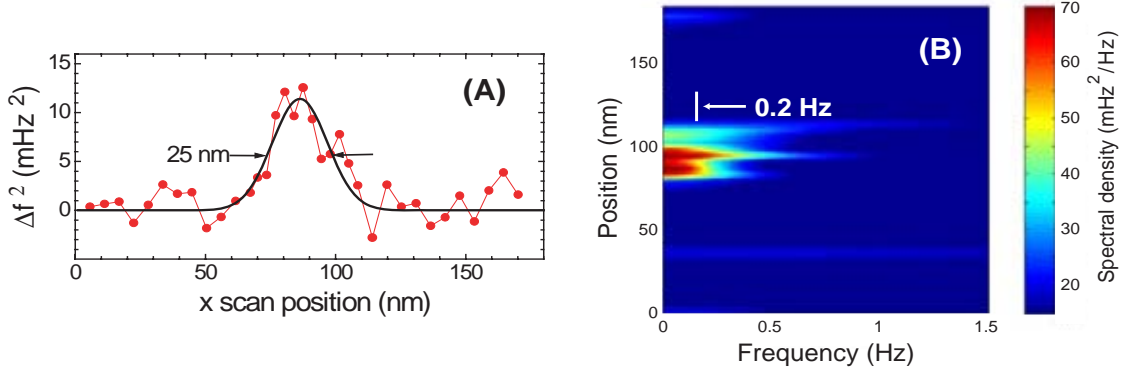 (A)
Δf ² (mHz ²)
15
10
5
0
25 nm
0 50 100 150
x scan position (nm)
(B)
0.2 Hz
Position (nm)
150
100
50
0
0 0.5 1 1.5
Frequency (Hz)
70
60
50
40
30
20
Spectral density (mHz²/Hz)